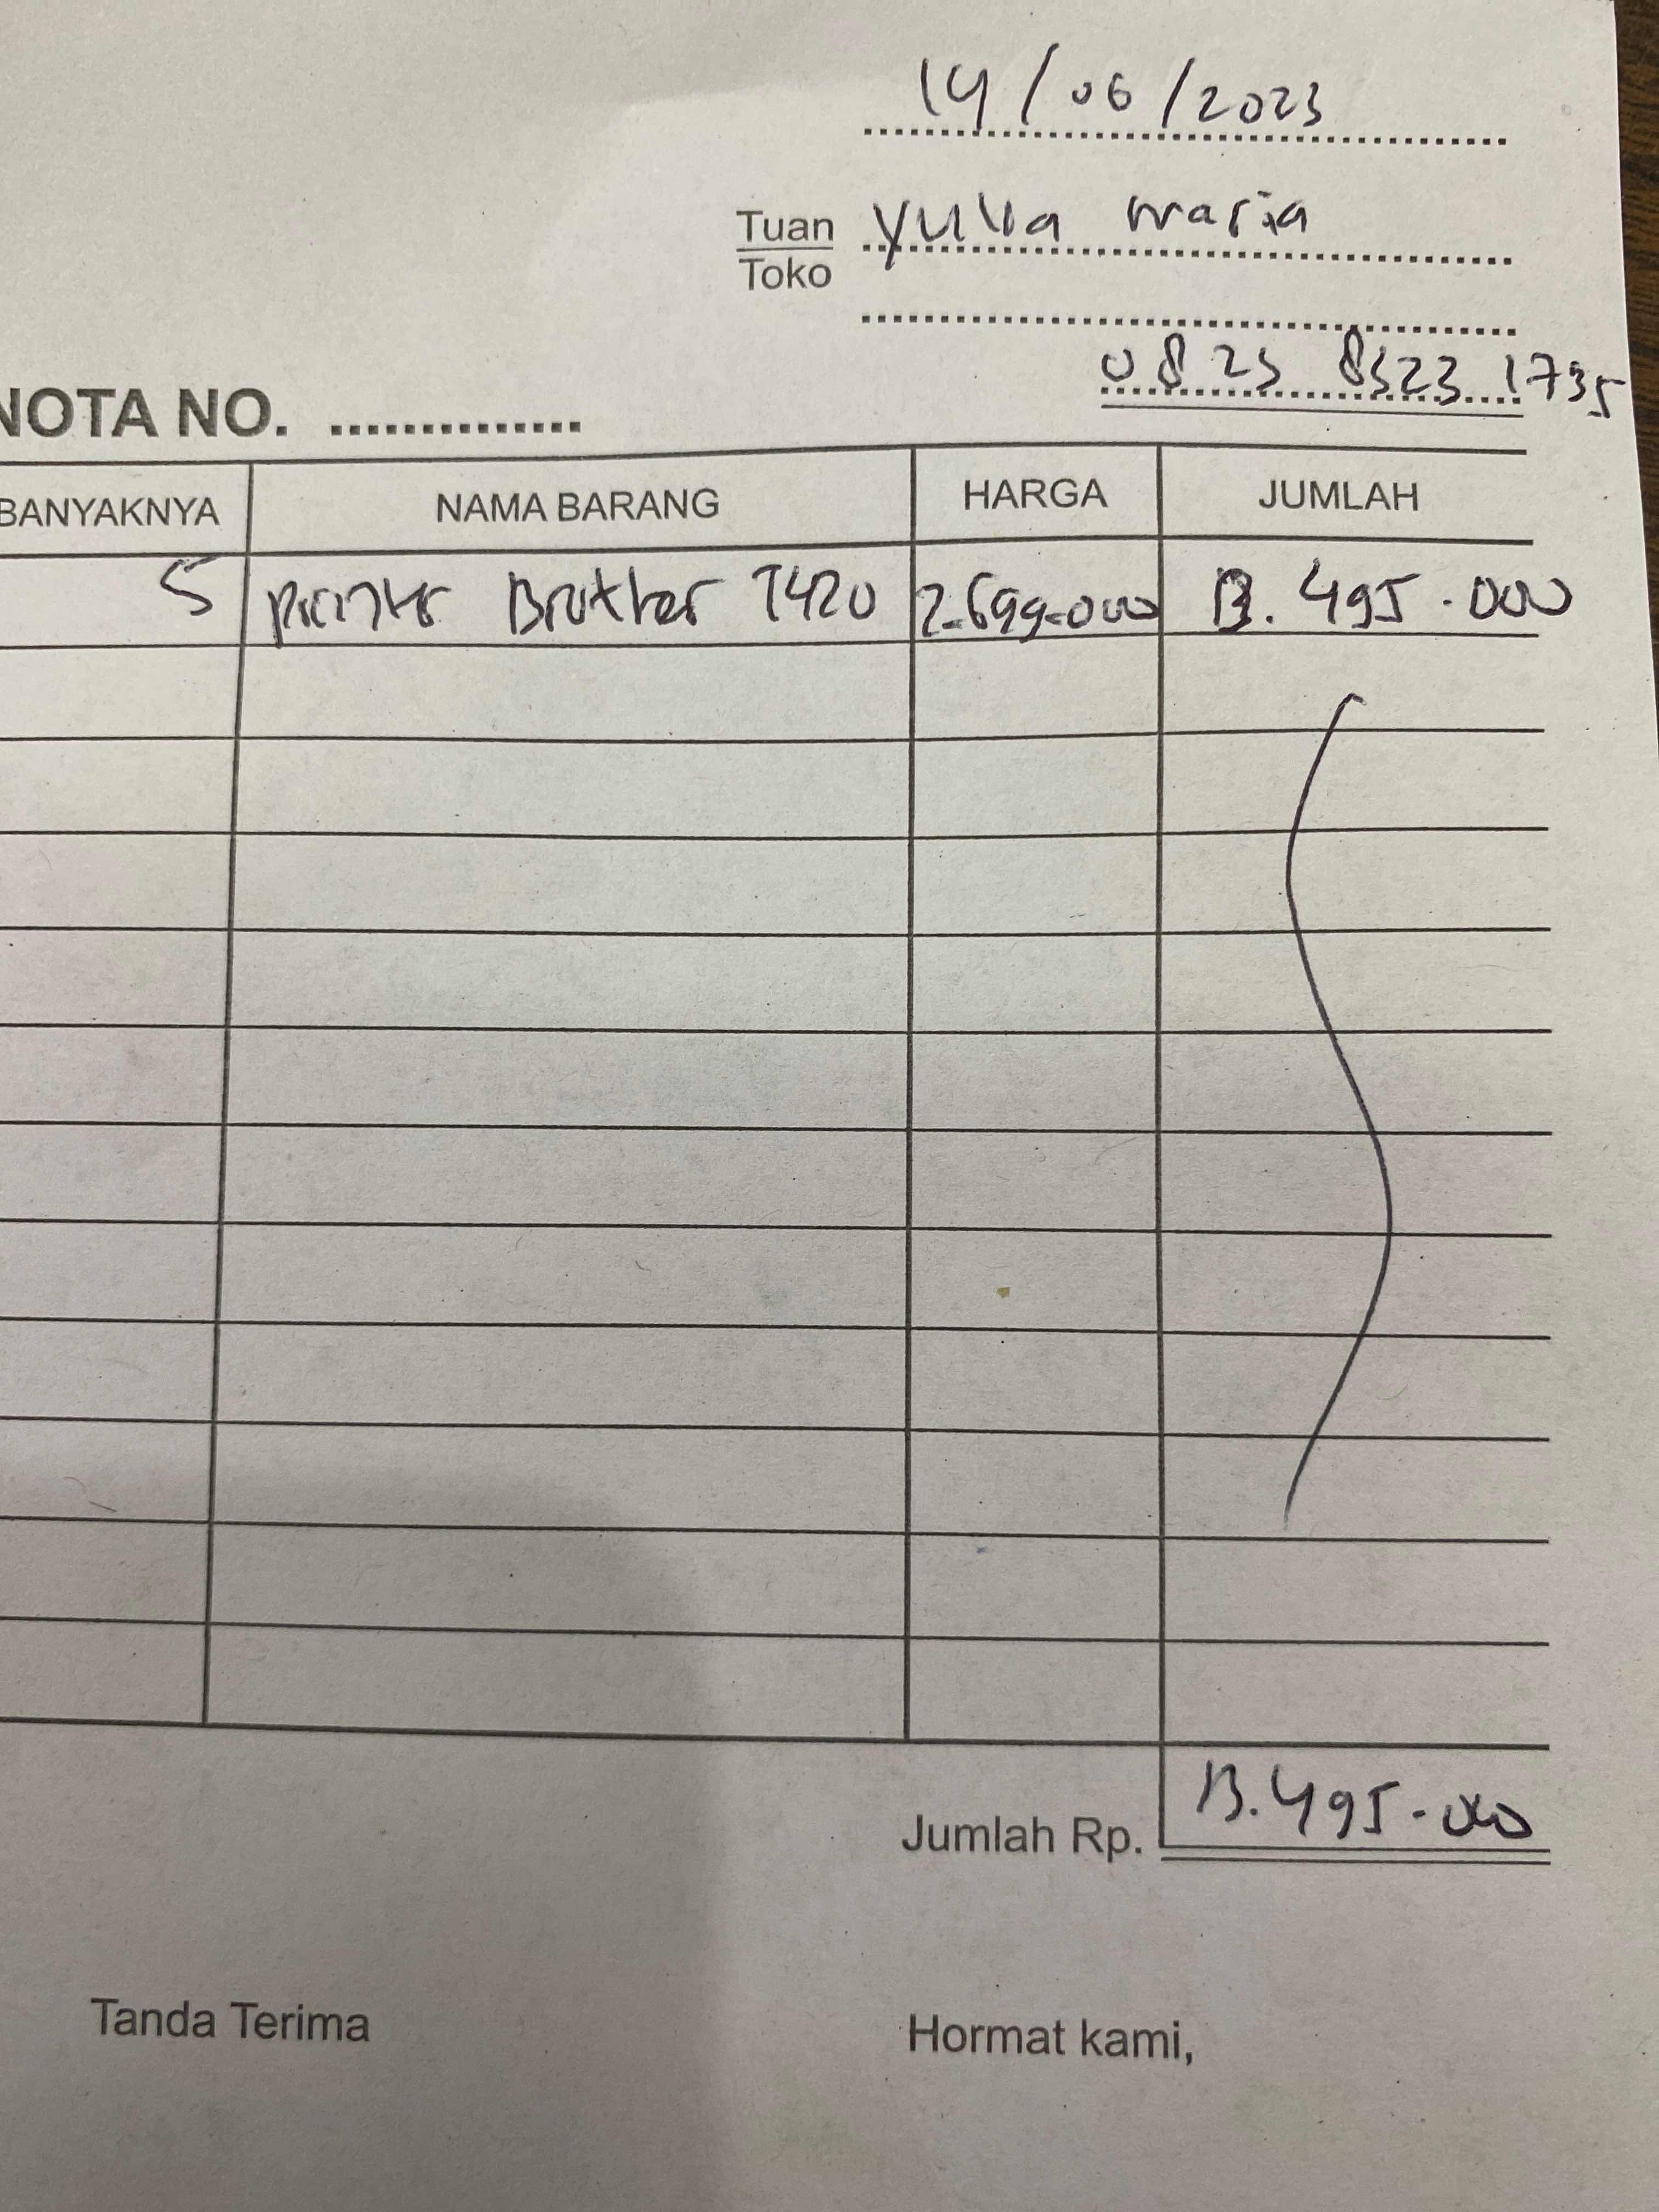 14/06/2023
Tuan Yulia maria
Toko
0823 8323 1735
NOTA NO. ..............
BANYAKNYA NAMA BARANG HARGA JUMLAH
5 printer Brother T420 2.699.000 13.495.000
Jumlah Rp. 13.495.000
Tanda Terima Hormat kami,